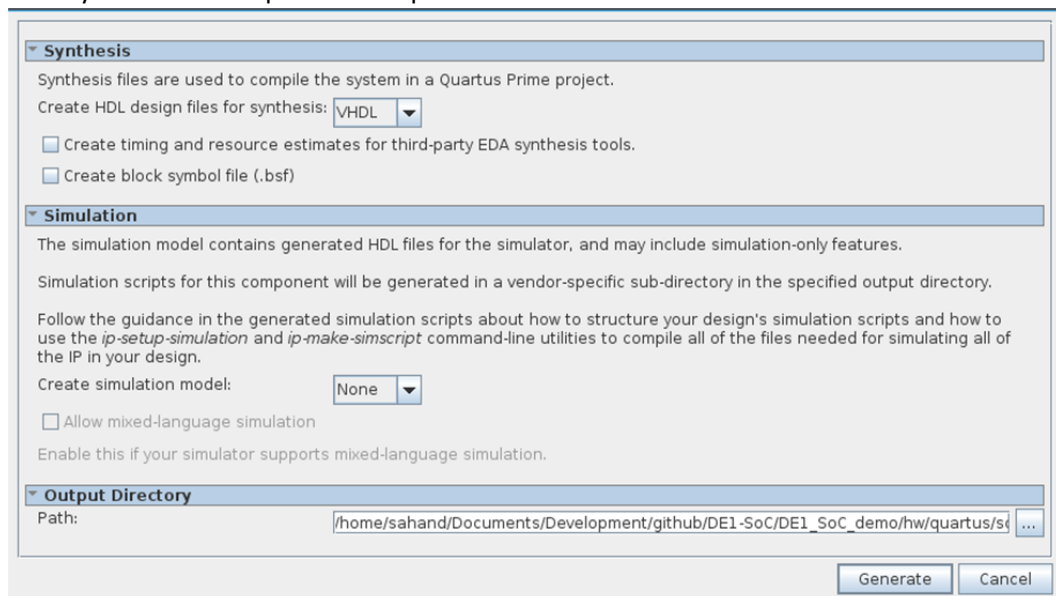 Synthesis
Synthesis files are used to compile the system in a Quartus Prime project.
Create HDL design files for synthesis: VHDL
Create timing and resource estimates for third-party EDA synthesis tools.
Create block symbol file (.bsf)
Simulation
The simulation model contains generated HDL files for the simulator, and may include simulation-only features.
Simulation scripts for this component will be generated in a vendor-specific sub-directory in the specified output directory.
Follow the guidance in the generated simulation scripts about how to structure your design's simulation scripts and how to
use the ip-setup-simulation and ip-make-simscript command-line utilities to compile all of the files needed for simulating all of
the IP in your design.
Create simulation model: None
Allow mixed-language simulation
Enable this if your simulator supports mixed-language simulation.
Output Directory
Path: /home/sahand/Documents/Development/github/DE1-SoC/DE1_SoC_demo/hw/quartus/so ...
Generate Cancel